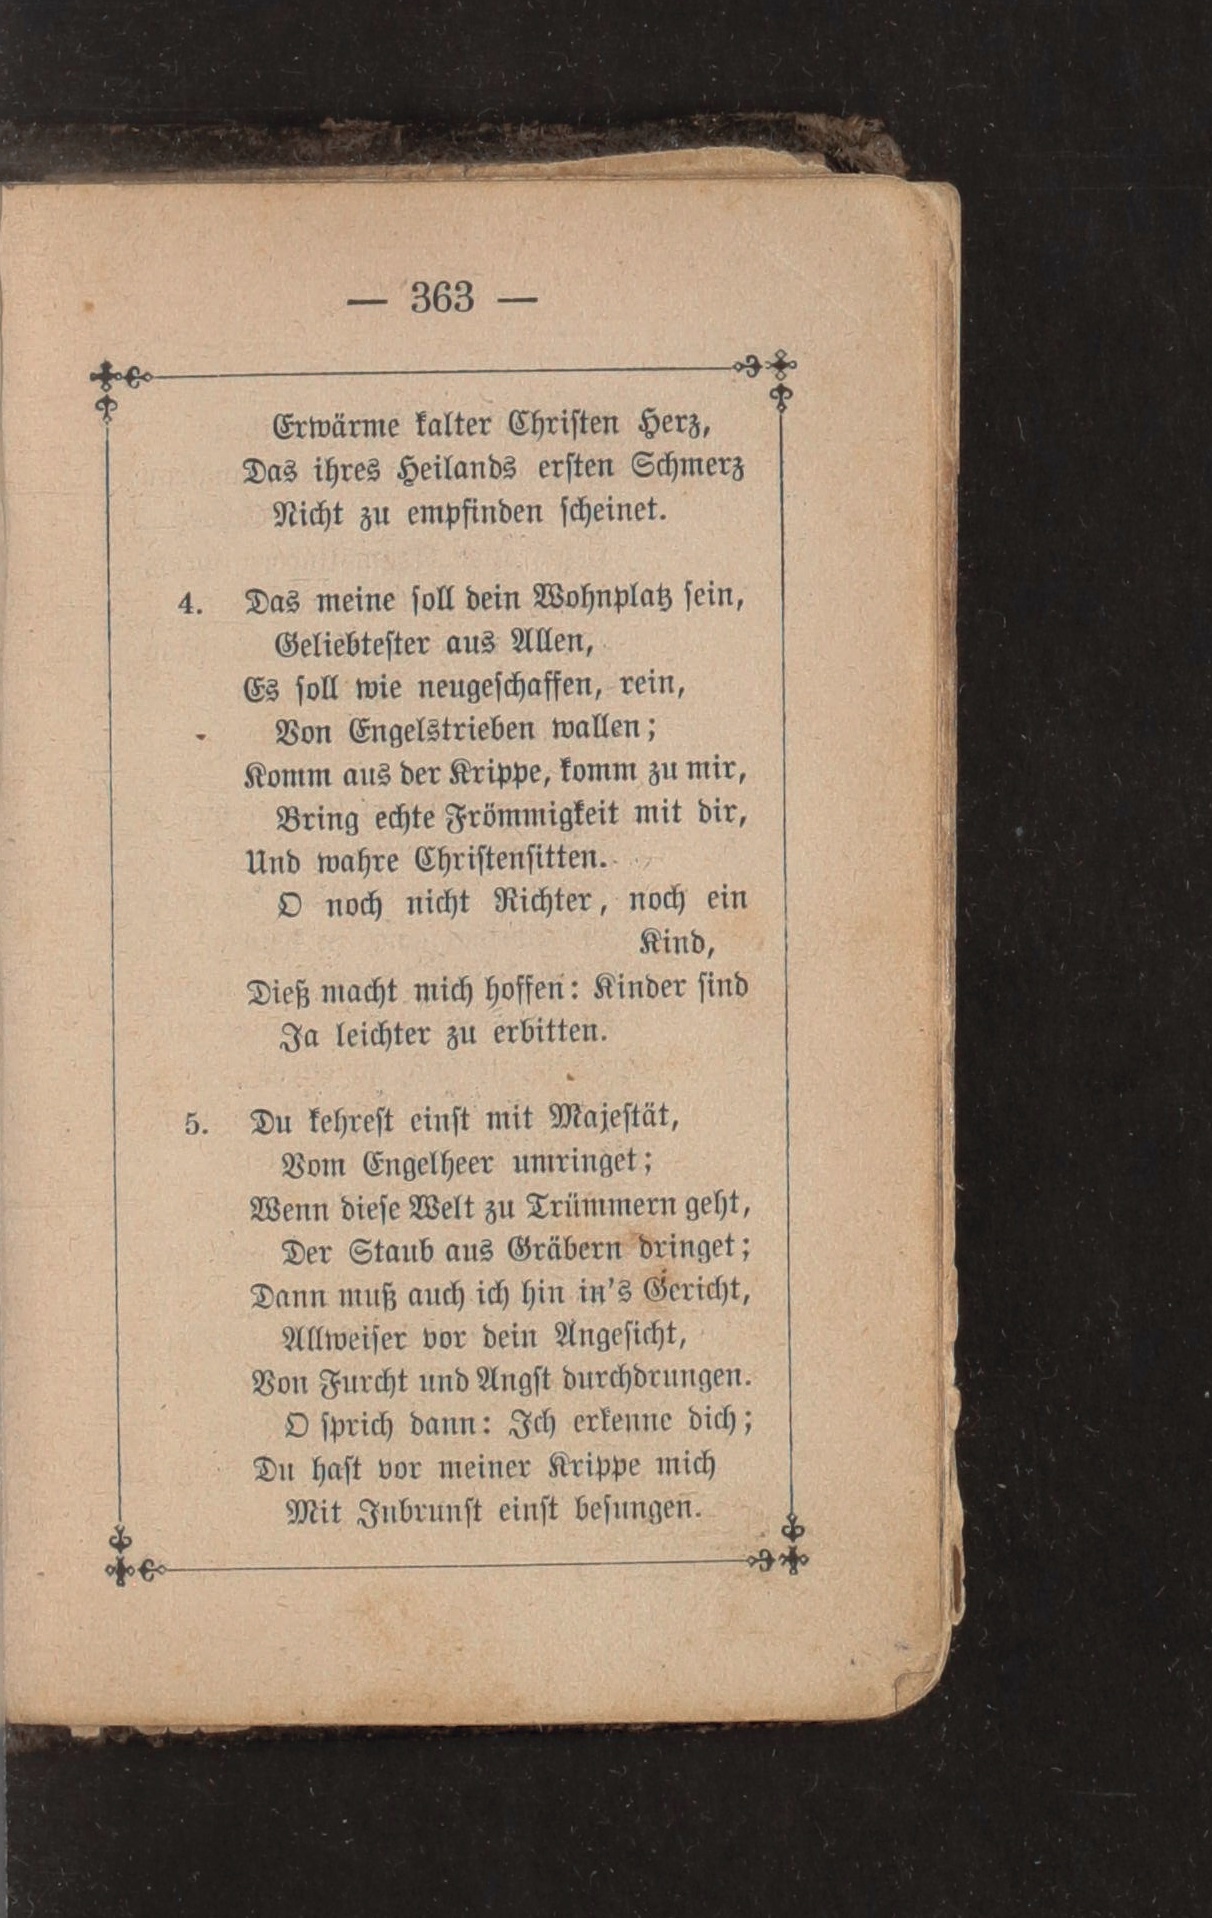 — 363 —
Erwärme kalter Christen Herz,
Das ihres Heilands ersten Schmerz
Nicht zu empfinden scheinet.
4. Das meine soll dein Wohnplatz sein,
Geliebtester aus Allen,
Es soll wie neugeschaffen, rein,
Von Engelstrieben wallen;
Komm aus der Krippe, komm zu mir,
Bring echte Frömmigkeit mit dir,
Und wahre Christensitten.
O noch nicht Richter, noch ein
Kind,
Dieß macht mich hoffen: Kinder sind
Ja leichter zu erbitten.
5. Du kehrest einst mit Majestät,
Vom Engelheer umringet;
Wenn diese Welt zu Trümmern geht,
Der Staub aus Gräbern dringet;
Dann muß auch ich hin in's Gericht,
Allweiser vor dein Angesicht,
Von Furcht und Angst durchdrungen.
O sprich dann: Ich erkenne dich;
Du hast vor meiner Krippe mich
Mit Inbrunst einst besungen.